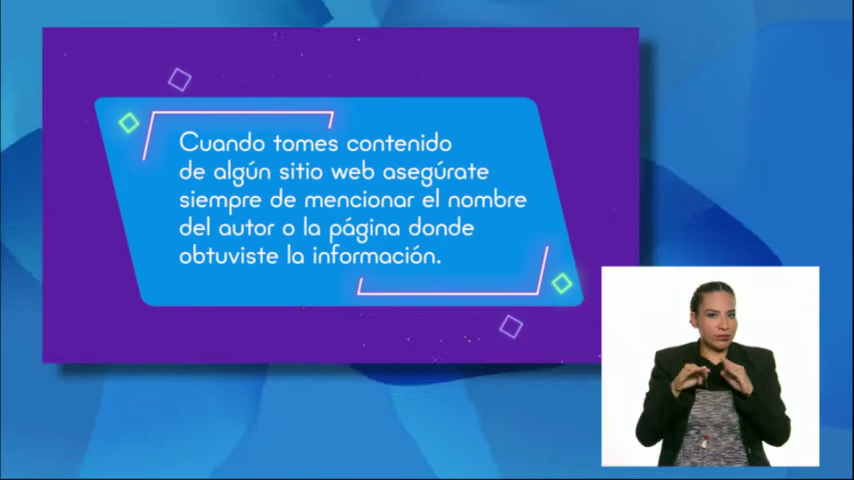 Cuando tomes contenido
de algún sitio web asegúrate
siempre de mencionar el nombre
del autor o la página donde
obtuviste la información.